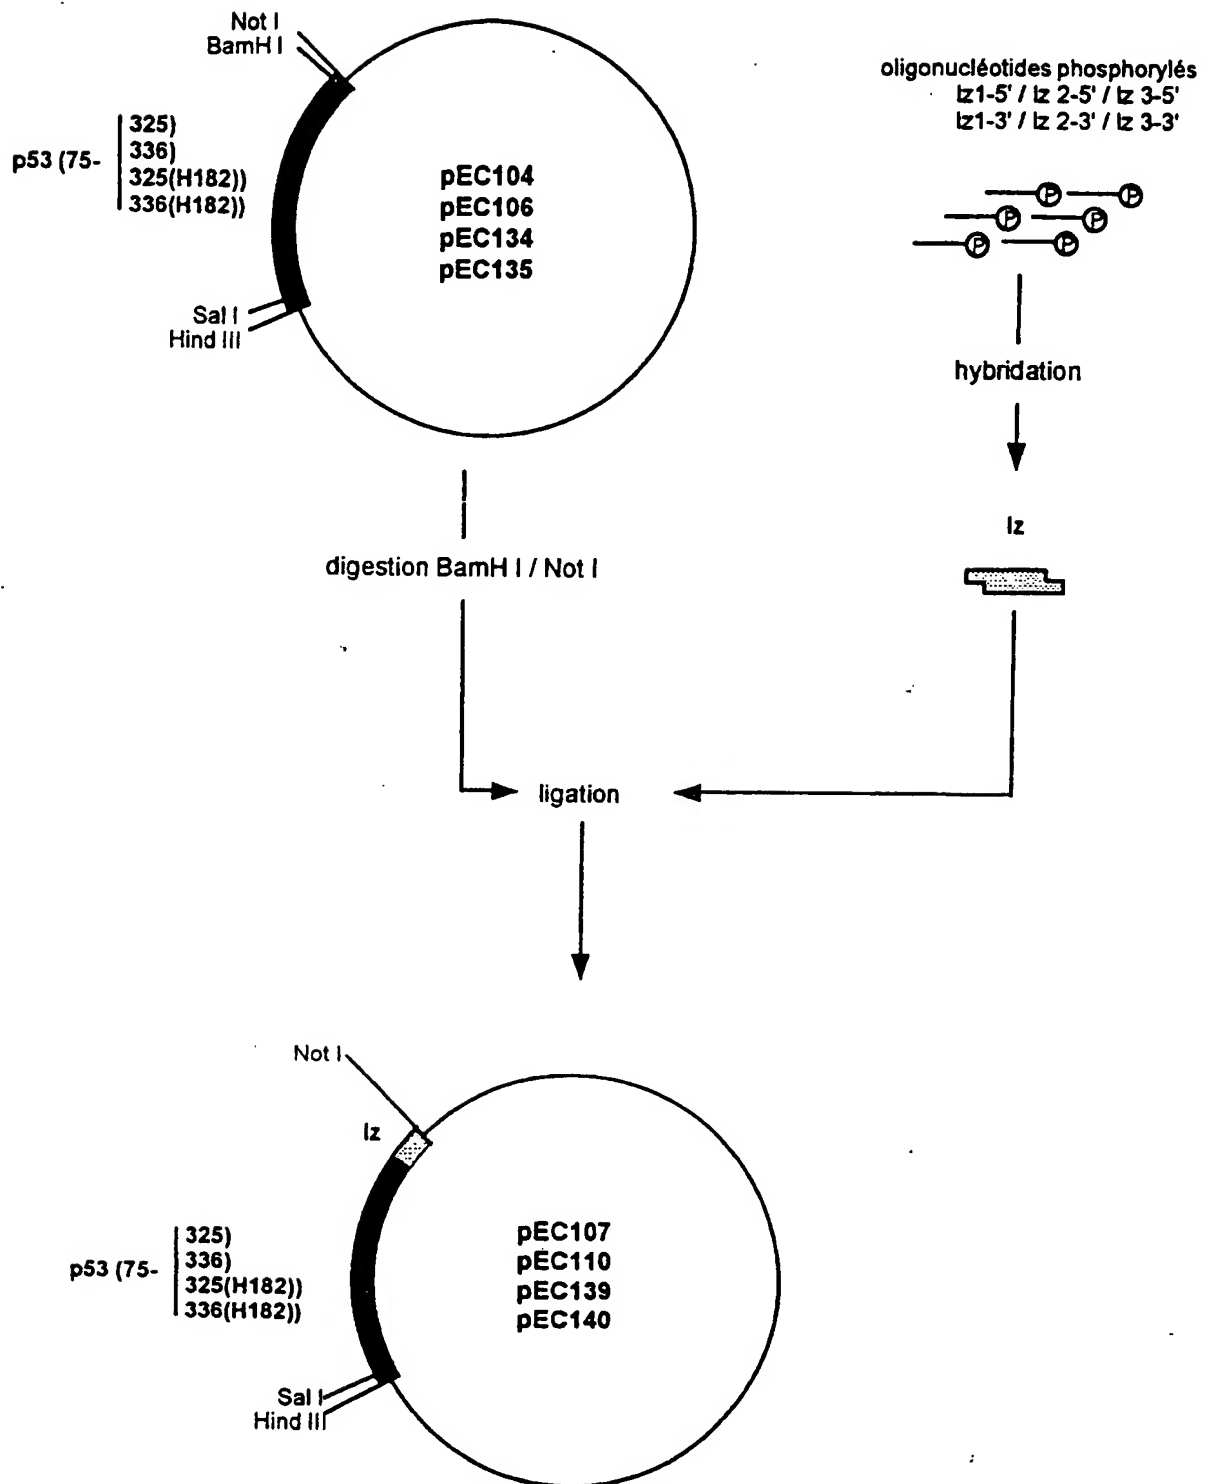 Not I
BamH I
p53 (75-
325)
336)
325(H182))
336(H182))
pEC104
pEC106
pEC134
pEC135
Sal I
Hind III
oligonucléotides phosphorylés
lz1-5' / lz 2-5' / lz 3-5'
lz1-3' / lz 2-3' / lz 3-3'
P P
P P
P P
hybridation
lz
digestion BamH I / Not I
ligation
Not I
lz
p53 (75-
325)
336)
325(H182))
336(H182))
pEC107
pEC110
pEC139
pEC140
Sal I
Hind III